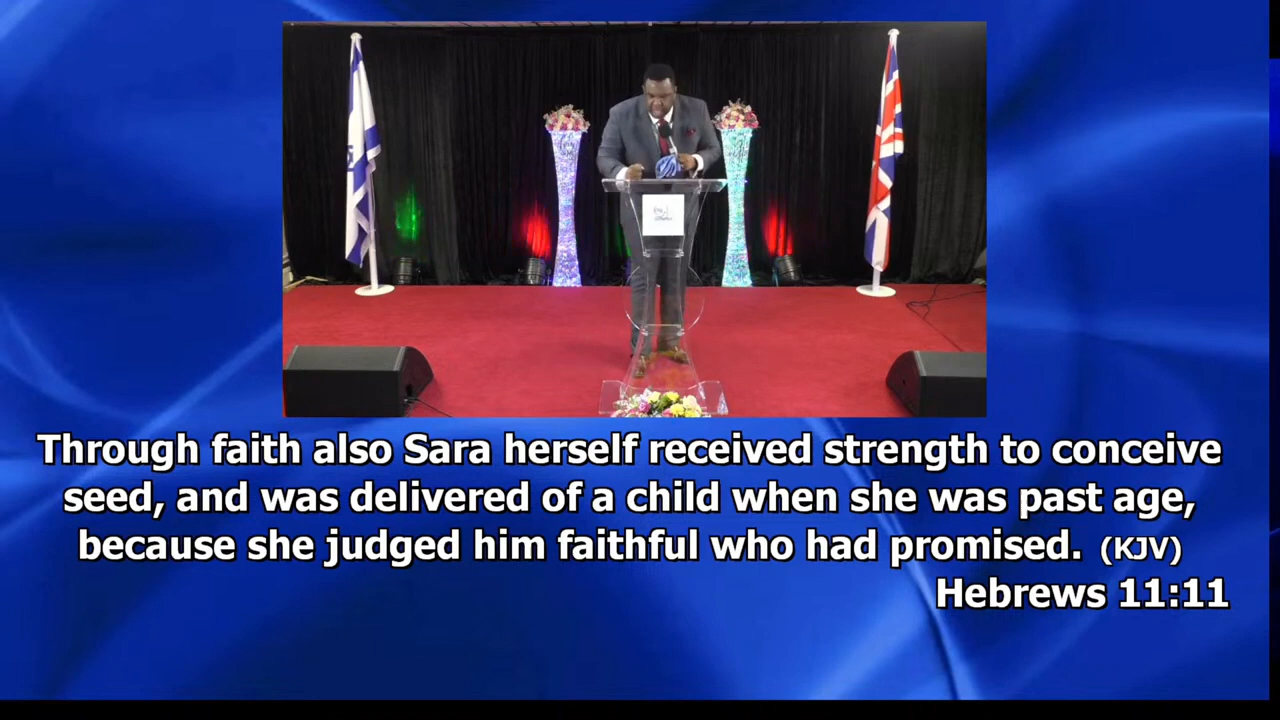 Through faith also Sara herself received strength to conceive
seed, and was delivered of a child when she was past age,
because she judged him faithful who had promised. (KJV)
Hebrews 11:11